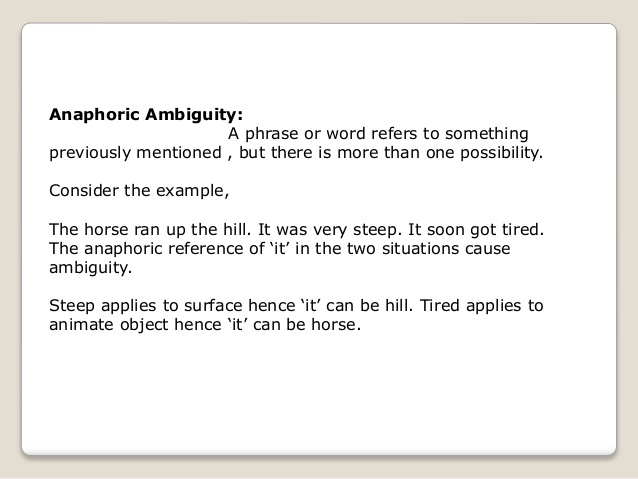 Anaphoric Ambiguity:
A phrase or word refers to something
previously mentioned , but there is more than one possibility.
Consider the example,
The horse ran up the hill. It was very steep. It soon got tired.
The anaphoric reference of ‘it’ in the two situations cause
ambiguity.
Steep applies to surface hence ‘it’ can be hill. Tired applies to
animate object hence ‘it’ can be horse.